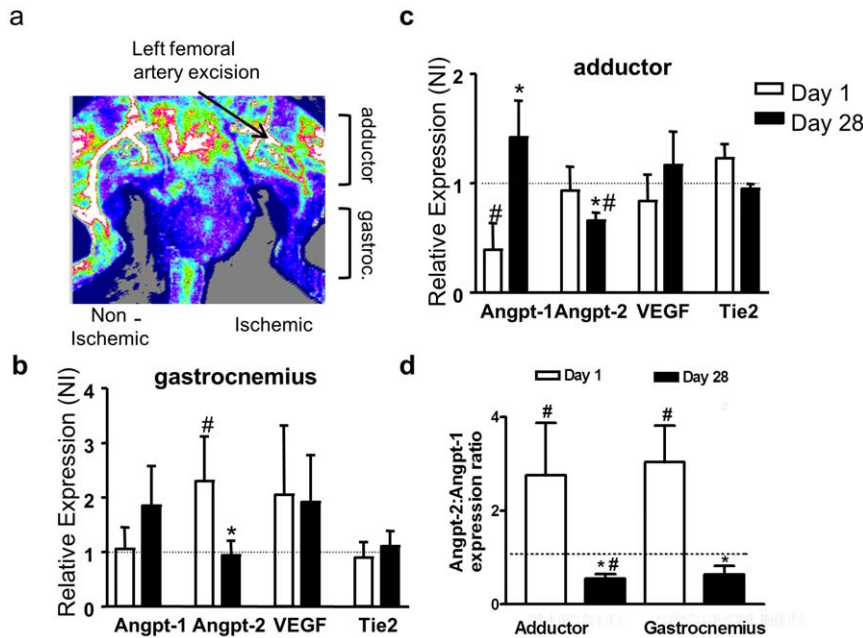 a
Left femoral
artery excision
adductor
gastroc.
Non -
Ischemic
Ischemic
b
gastrocnemius
Relative Expression (NI)
4
3
2
1
0
#
*
Angpt-1 Angpt-2 VEGF Tie2
c
adductor
Day 1
Day 28
Relative Expression (NI)
2
1
0
#
*
*#
Angpt-1 Angpt-2 VEGF Tie2
d
Day 1 Day 28
Angpt-2:Angpt-1
expression ratio
4
2
0
#
*#
#
*
Adductor Gastrocnemius